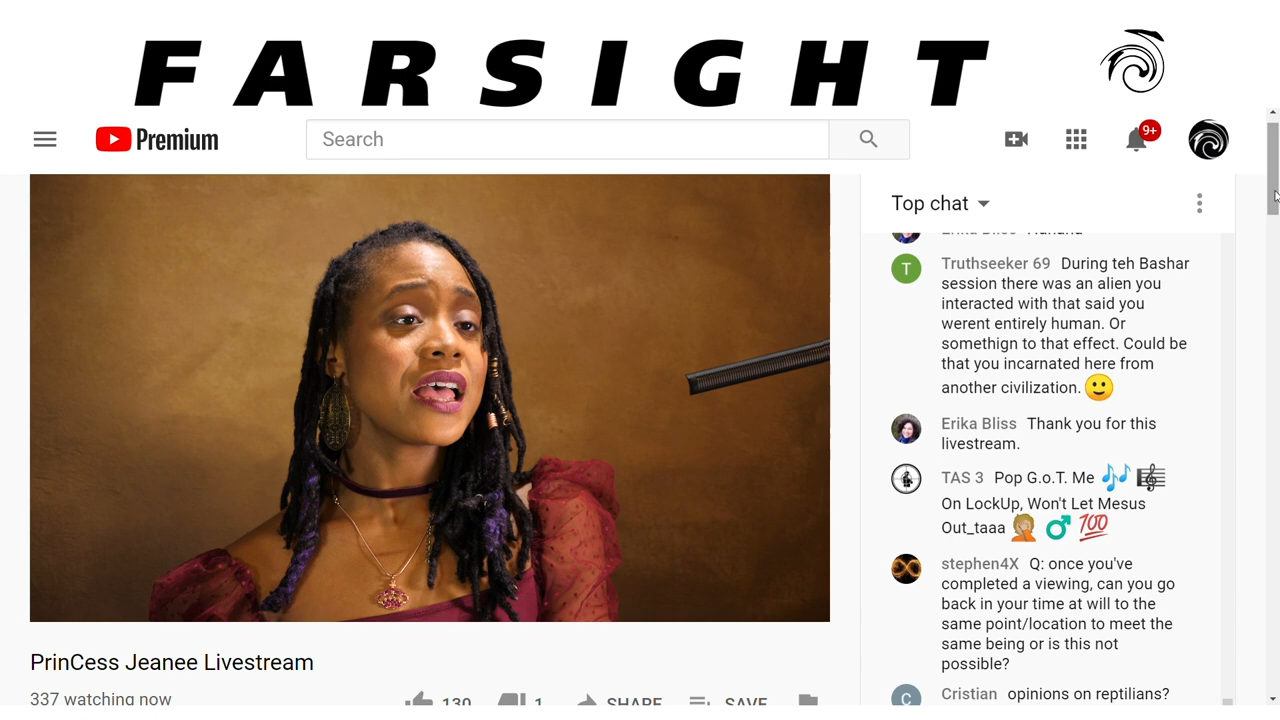 FARSIGHT
Premium
Search
9+
Top chat
T
Truthseeker 69 During teh Bashar
session there was an alien you
interacted with that said you
werent entirely human. Or
somethign to that effect. Could be
that you incarnated here from
another civilization.
Erika Bliss Thank you for this
livestream.
TAS 3 Pop G.o.T. Me
On LockUp, Won't Let Mesus
Out_taaa 100
stephen4X Q: once you've
completed a viewing, can you go
back in your time at will to the
same point/location to meet the
same being or is this not
possible?
C
Cristian opinions on reptilians?
PrinCess Jeanee Livestream
337 watching now
130
1
SHARE
SAVE